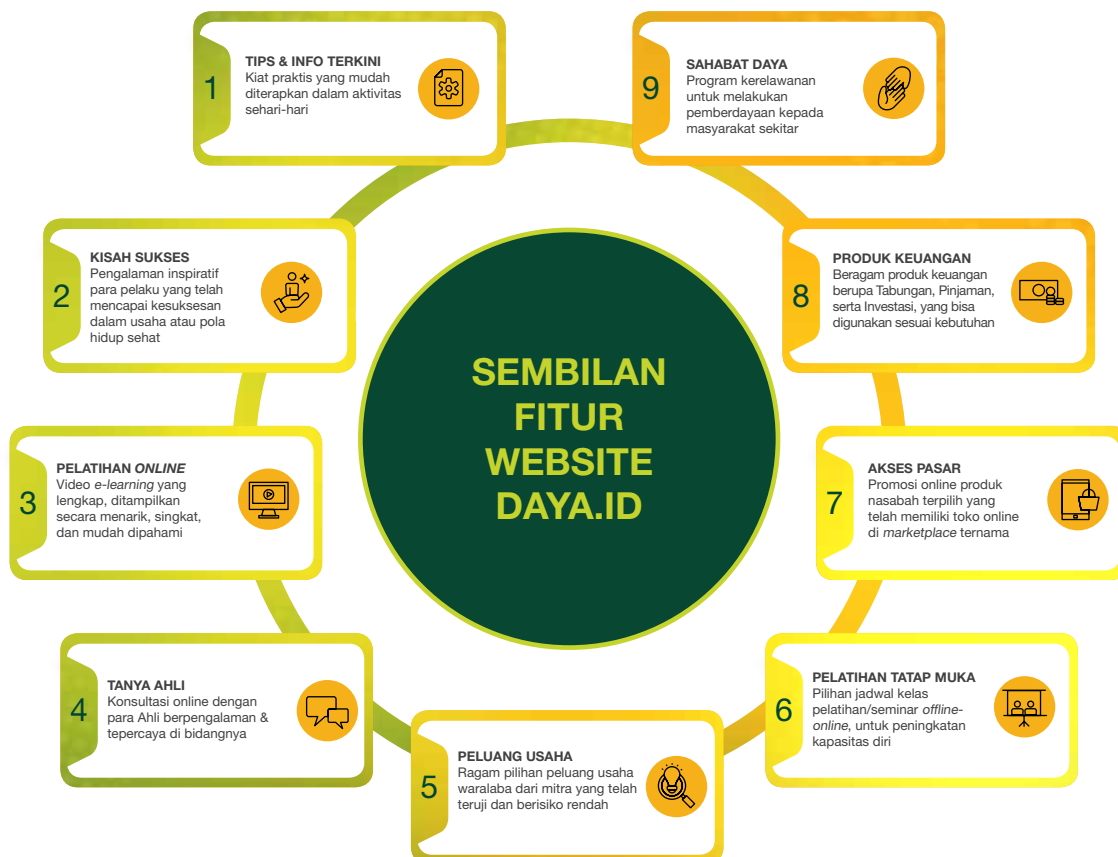 1
TIPS & INFO TERKINI
Kiat praktis yang mudah
diterapkan dalam aktivitas
sehari-hari
2
KISAH SUKSES
Pengalaman inspiratif
para pelaku yang telah
mencapai kesuksesan
dalam usaha atau pola
hidup sehat
3
PELATIHAN ONLINE
Video e-learning yang
lengkap, ditampilkan
secara menarik, singkat,
dan mudah dipahami
4
TANYA AHLI
Konsultasi online dengan
para Ahli berpengalaman &
tepercaya di bidangnya
5
PELUANG USAHA
Ragam pilihan peluang usaha
waralaba dari mitra yang telah
teruji dan berisiko rendah
6
PELATIHAN TATAP MUKA
Pilihan jadwal kelas
pelatihan/seminar offline-
online, untuk peningkatan
kapasitas diri
7
AKSES PASAR
Promosi online produk
nasabah terpilih yang
telah memiliki toko online
di marketplace ternama
8
PRODUK KEUANGAN
Beragam produk keuangan
berupa Tabungan, Pinjaman,
serta Investasi, yang bisa
digunakan sesuai kebutuhan
9
SAHABAT DAYA
Program kerelawanan
untuk melakukan
pemberdayaan kepada
masyarakat sekitar
SEMBILAN
FITUR
WEBSITE
DAYA.ID